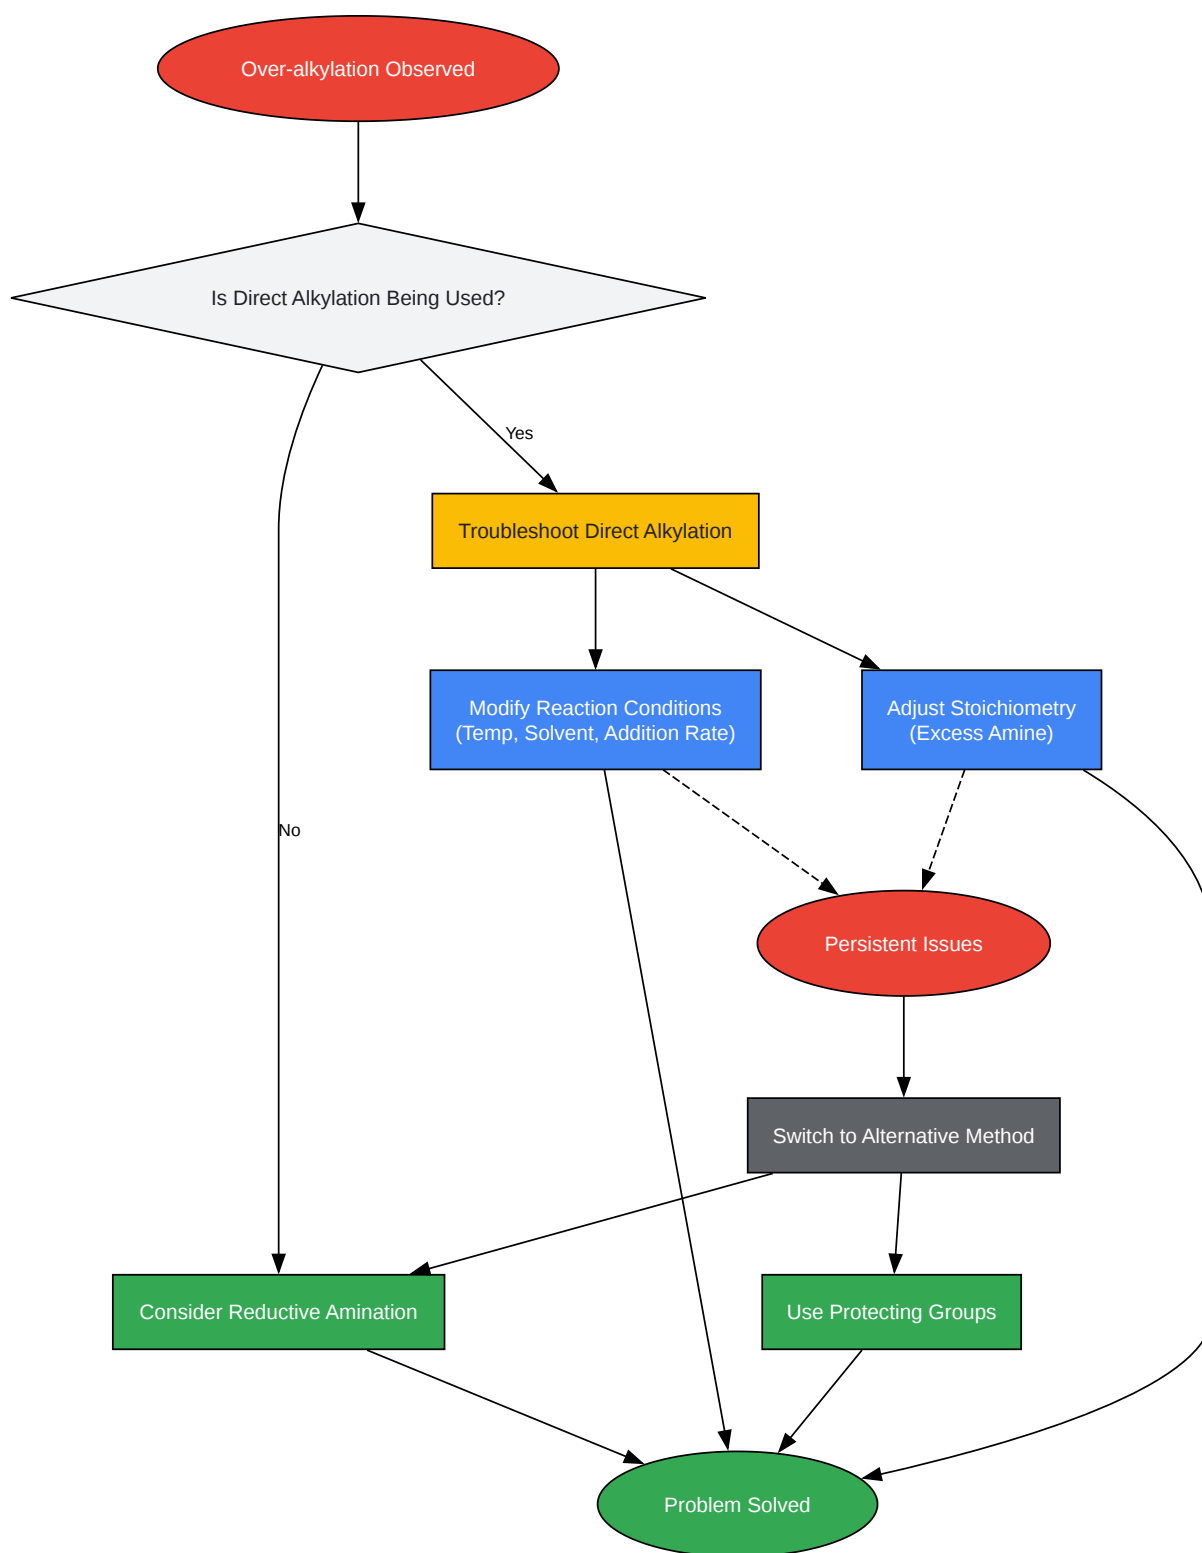 Over-alkylation Observed
Is Direct Alkylation Being Used?
Yes
Troubleshoot Direct Alkylation
Modify Reaction Conditions
(Temp, Solvent, Addition Rate)
Adjust Stoichiometry
(Excess Amine)
No
Persistent Issues
Switch to Alternative Method
Consider Reductive Amination
Use Protecting Groups
Problem Solved